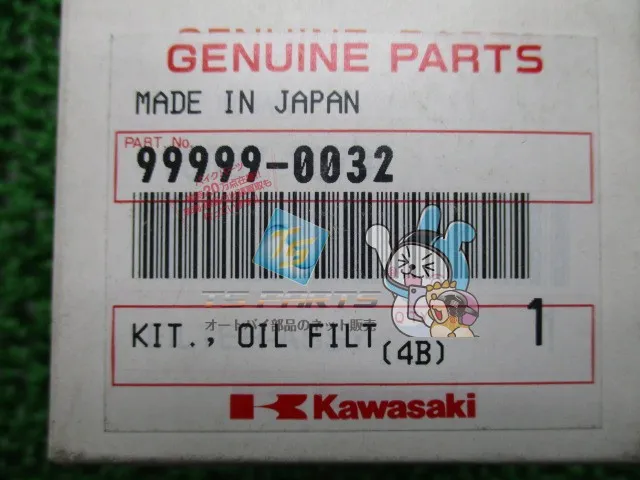 GENUINE PARTS
MADE IN JAPAN
PART No.
99999-0032
TS PARTS
オートバイ部品のネット販売
KIT., OIL FILT (4B) 1
Kawasaki